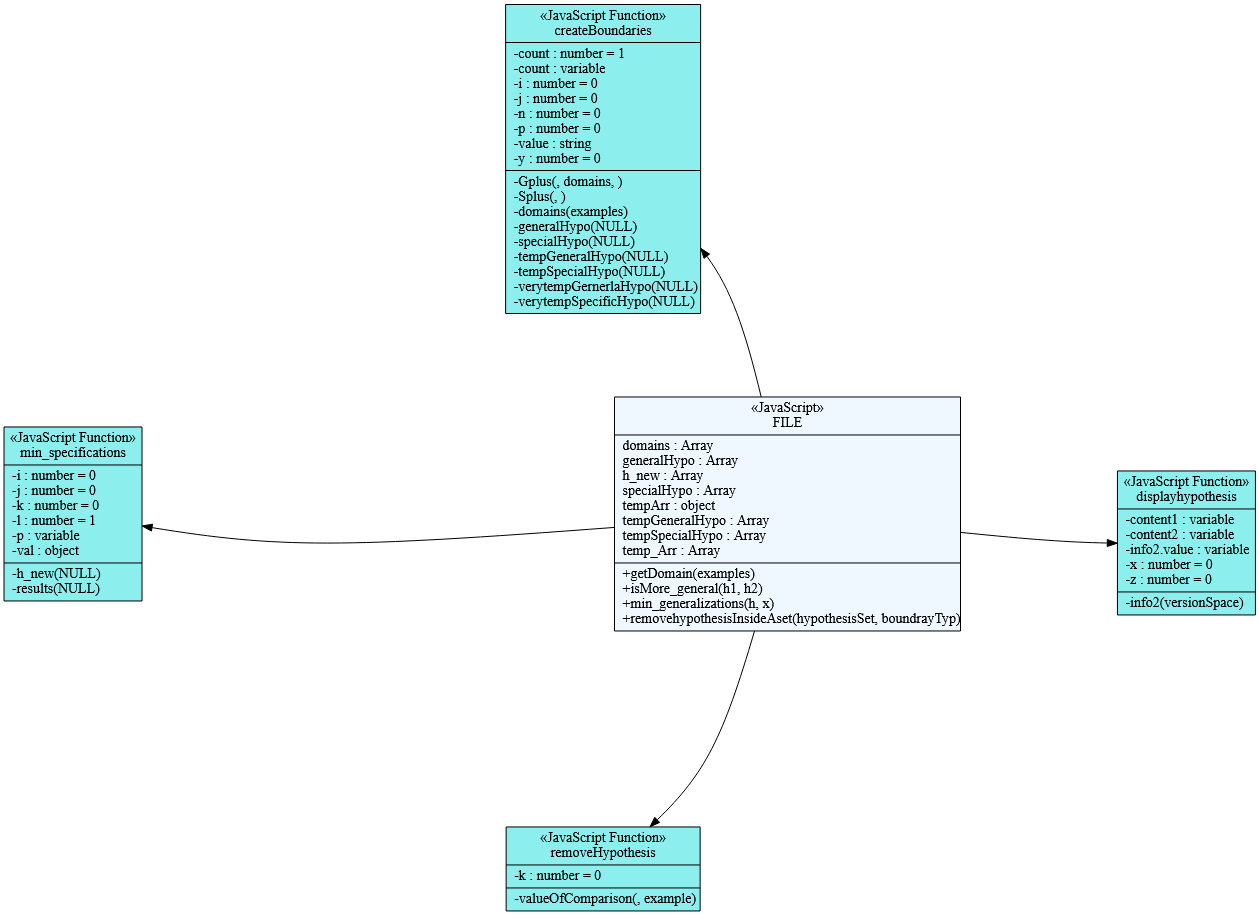 «JavaScript Function»
createBoundaries
-count : number = 1
-count : variable
-i : number = 0
-j : number = 0
-n : number = 0
-p : number = 0
-value : string
-y : number = 0
-Gplus(, domains, )
-Splus(, )
-domains(examples)
-generalHypo(NULL)
-specialHypo(NULL)
-tempGeneralHypo(NULL)
-tempSpecialHypo(NULL)
-verytempGernerlaHypo(NULL)
-verytempSpecificHypo(NULL)
«JavaScript»
FILE
domains : Array
generalHypo : Array
h_new : Array
specialHypo : Array
tempArr : object
tempGeneralHypo : Array
tempSpecialHypo : Array
temp_Arr : Array
+getDomain(examples)
+isMore_general(h1, h2)
+min_generalizations(h, x)
+removehypothesisInsideAset(hypothesisSet, boundrayTyp)
«JavaScript Function»
min_specifications
-i : number = 0
-j : number = 0
-k : number = 0
-l : number = 1
-p : variable
-val : object
-h_new(NULL)
-results(NULL)
«JavaScript Function»
displayhypothesis
-content1 : variable
-content2 : variable
-info2.value : variable
-x : number = 0
-z : number = 0
-info2(versionSpace)
«JavaScript Function»
removeHypothesis
-k : number = 0
-valueOfComparison(, example)